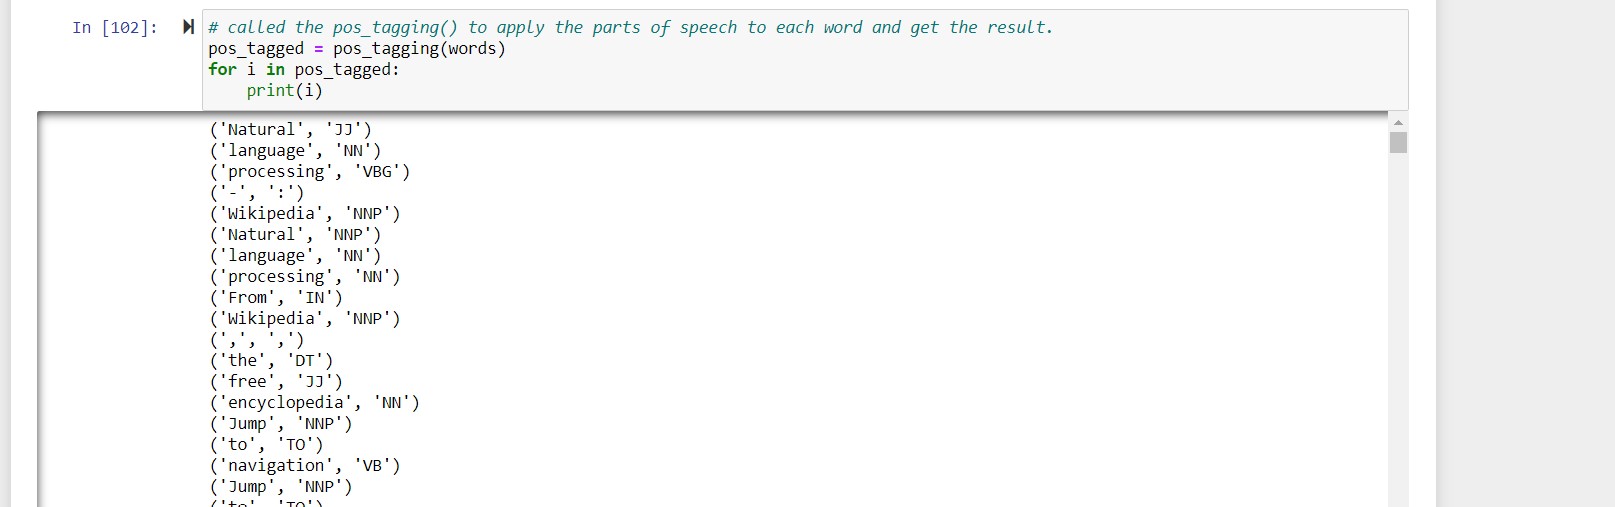 In [102]:
# called the pos_tagging() to apply the parts of speech to each word and get the result.
pos_tagged = pos_tagging(words)
for i in pos_tagged:
    print(i)
('Natural', 'JJ')
('language', 'NN')
('processing', 'VBG')
('-', ':')
('Wikipedia', 'NNP')
('Natural', 'NNP')
('language', 'NN')
('processing', 'NN')
('From', 'IN')
('Wikipedia', 'NNP')
(',', ',')
('the', 'DT')
('free', 'JJ')
('encyclopedia', 'NN')
('Jump', 'NNP')
('to', 'TO')
('navigation', 'VB')
('Jump', 'NNP')
('to', 'TO')